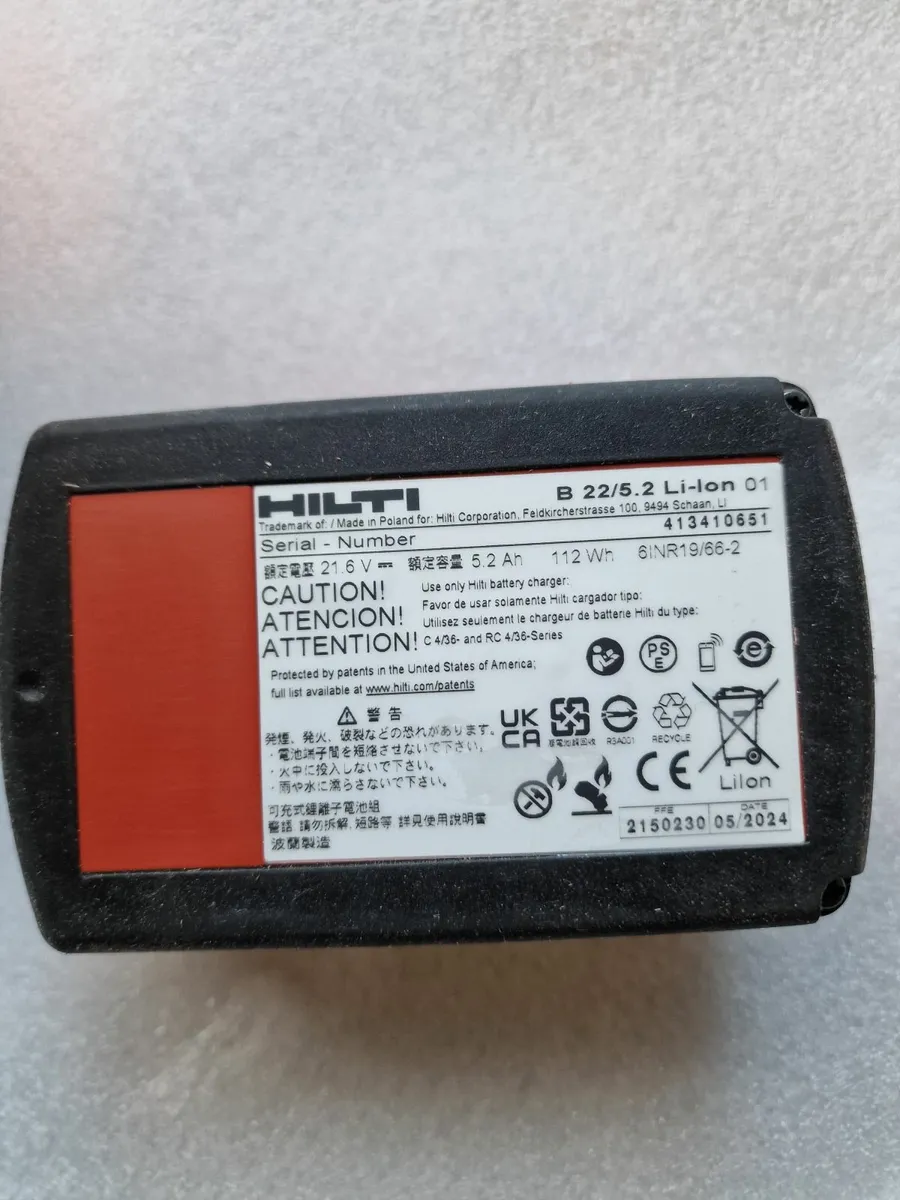 HILTI
B 22/5.2 Li-Ion 01
Trademark of: / Made in Poland for: Hilti Corporation, Feldkircherstrasse 100, 9494 Schaan, LI
Serial - Number 413410651
額定電壓 21.6 V 額定容量 5.2 Ah 112 Wh 6INR19/66-2
CAUTION! Use only Hilti battery charger:
ATENCION! Favor de usar solamente Hilti cargador tipo:
ATTENTION! Utilisez seulement le chargeur de batterie Hilti du type:
C 4/36- and RC 4/36-Series
Protected by patents in the United States of America;
full list available at www.hilti.com/patents
PS
E
警告
発煙、発火、破裂などの恐れがあります。
・電池端子間を短絡させないで下さい。
・火中に投入しないで下さい。
・雨や水に濡らさないで下さい。
UK
CA
廢電池請回收
R3A001
RECYCLE
CE
LiIon
可充式鋰離子電池組
警語 請勿拆解, 短路等, 詳見使用說明書
波蘭製造
PPE DATE
2150230 05/2024